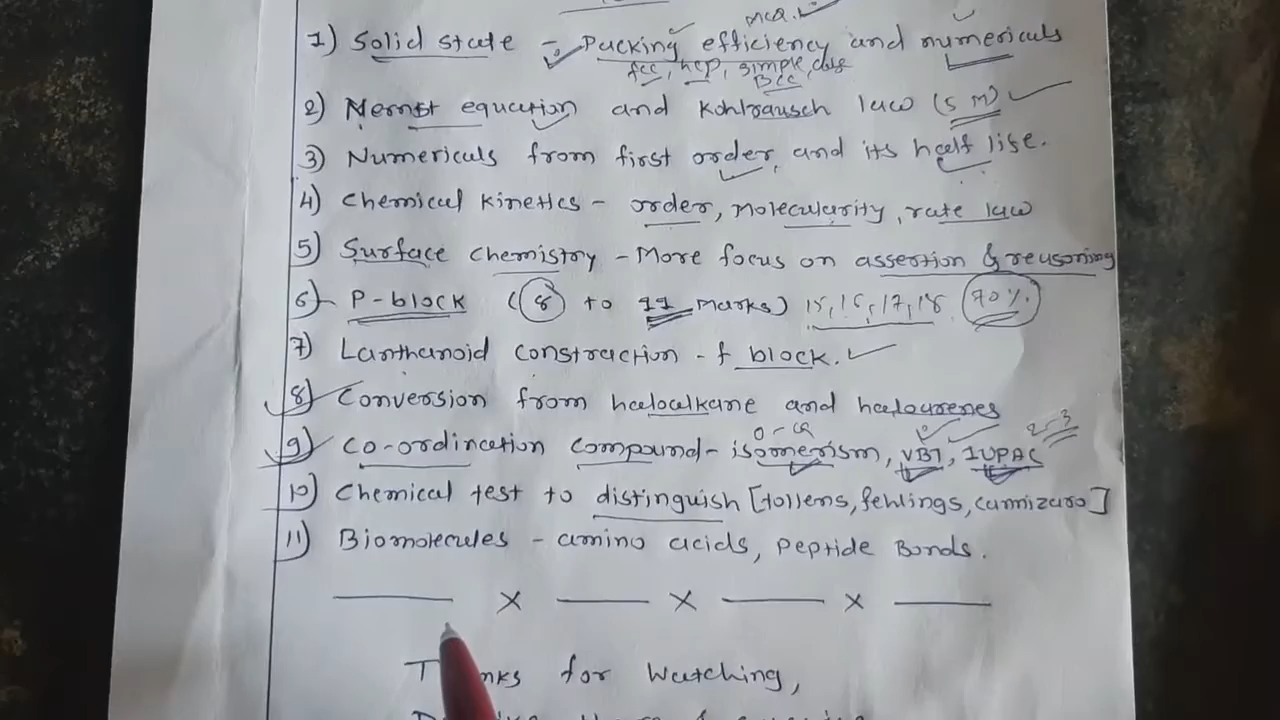 MCQ.
1) Solid state - Packing efficiency and numericals
fcc, hcp, simple,
BCC
2) Nernst equation and Kohlrausch law (5 M)
3) Numericals from first order, and its half life.
4) Chemical kinetics - order, Molecularity, rate law
5) Surface chemistry - More focus on assertion & reasoning
6) P-block (8 to 11 Marks) 15, 16, 17, 18 70%.
7) Lanthanoid constraction - f block.
8) Conversion from haloalkane and haloarenes
2-3
9) Co-ordination compound - isomerism, VBT, IUPAC
10) Chemical test to distinguish [tollens, fehlings, cannizaro]
11) Biomolecules - amino acids, Peptide Bonds.
x x x
for Watching,